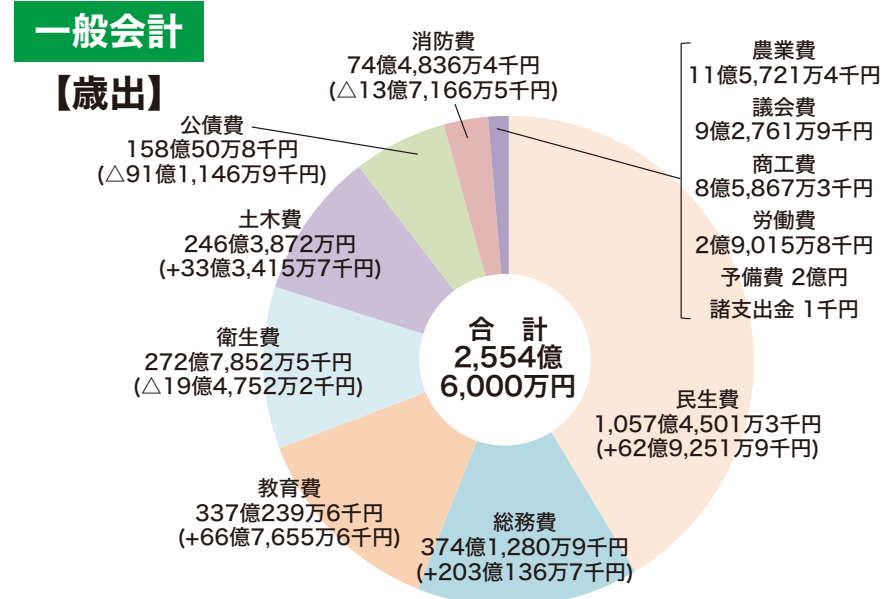 一般会計
【歳出】
消防費
74億4,836万4千円
(△13億7,166万5千円)
公債費
158億50万8千円
(△91億1,146万9千円)
土木費
246億3,872万円
(+33億3,415万7千円)
衛生費
272億7,852万5千円
(△19億4,752万2千円)
教育費
337億239万6千円
(+66億7,655万6千円)
総務費
374億1,280万9千円
(+203億136万7千円)
民生費
1,057億4,501万3千円
(+62億9,251万9千円)
農業費
11億5,721万4千円
議会費
9億2,761万9千円
商工費
8億5,867万3千円
労働費
2億9,015万8千円
予備費 2億円
諸支出金 1千円
合　計
2,554億
6,000万円